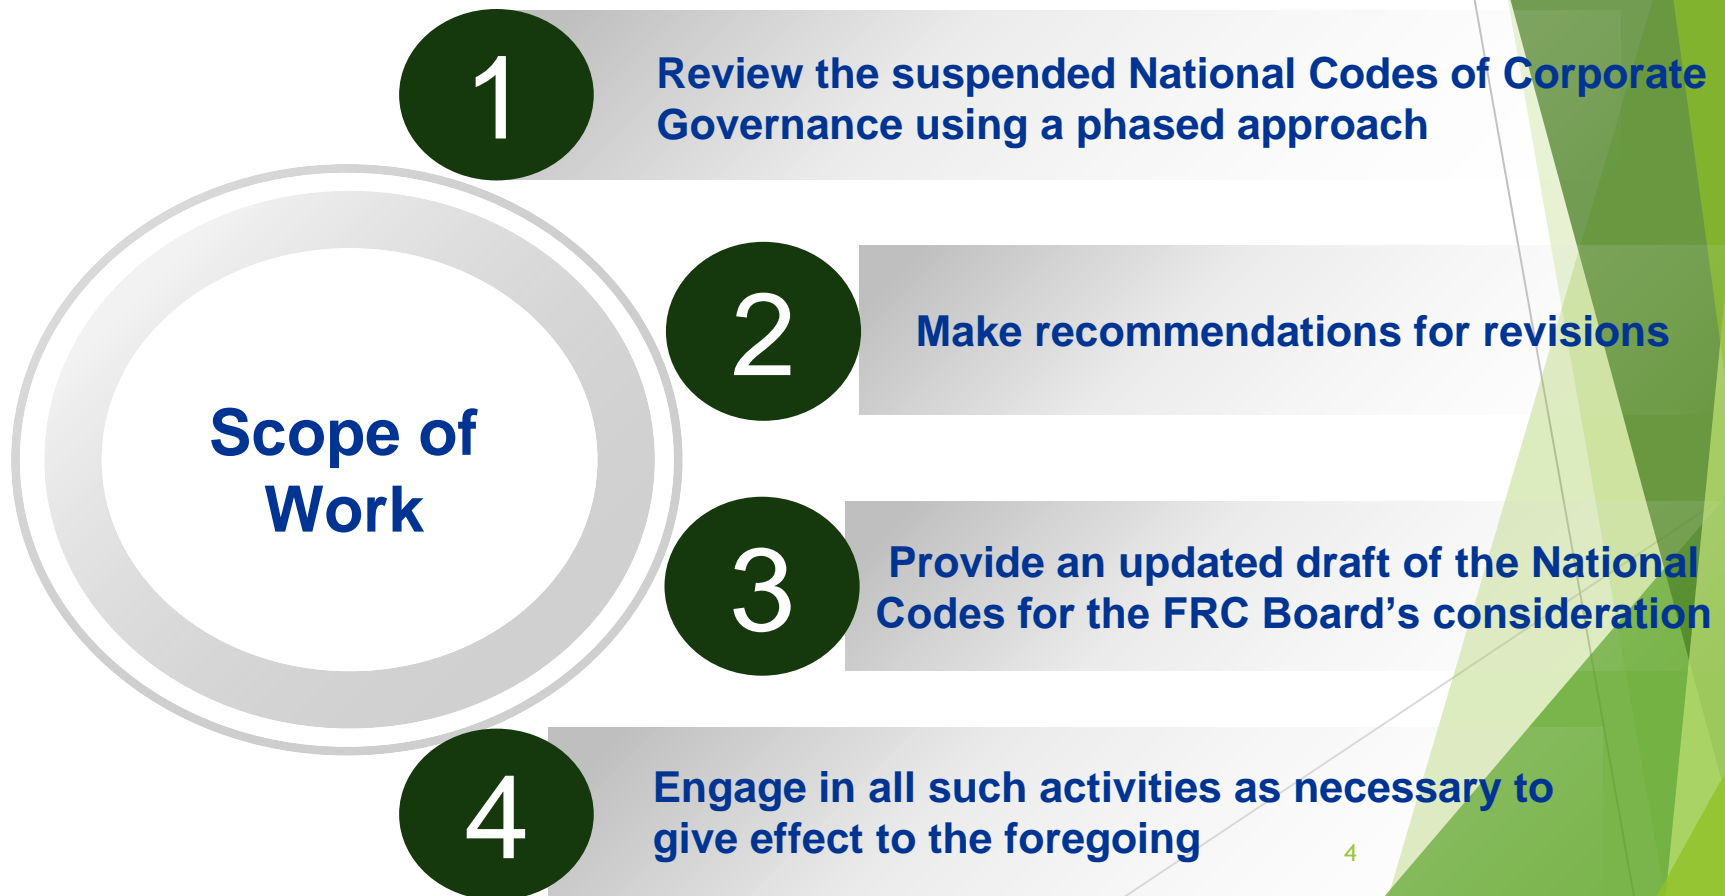 1
Review the suspended National Codes of Corporate
Governance using a phased approach
2
Make recommendations for revisions
Scope of
Work
3
Provide an updated draft of the National
Codes for the FRC Board’s consideration
4
Engage in all such activities as necessary to
give effect to the foregoing
4